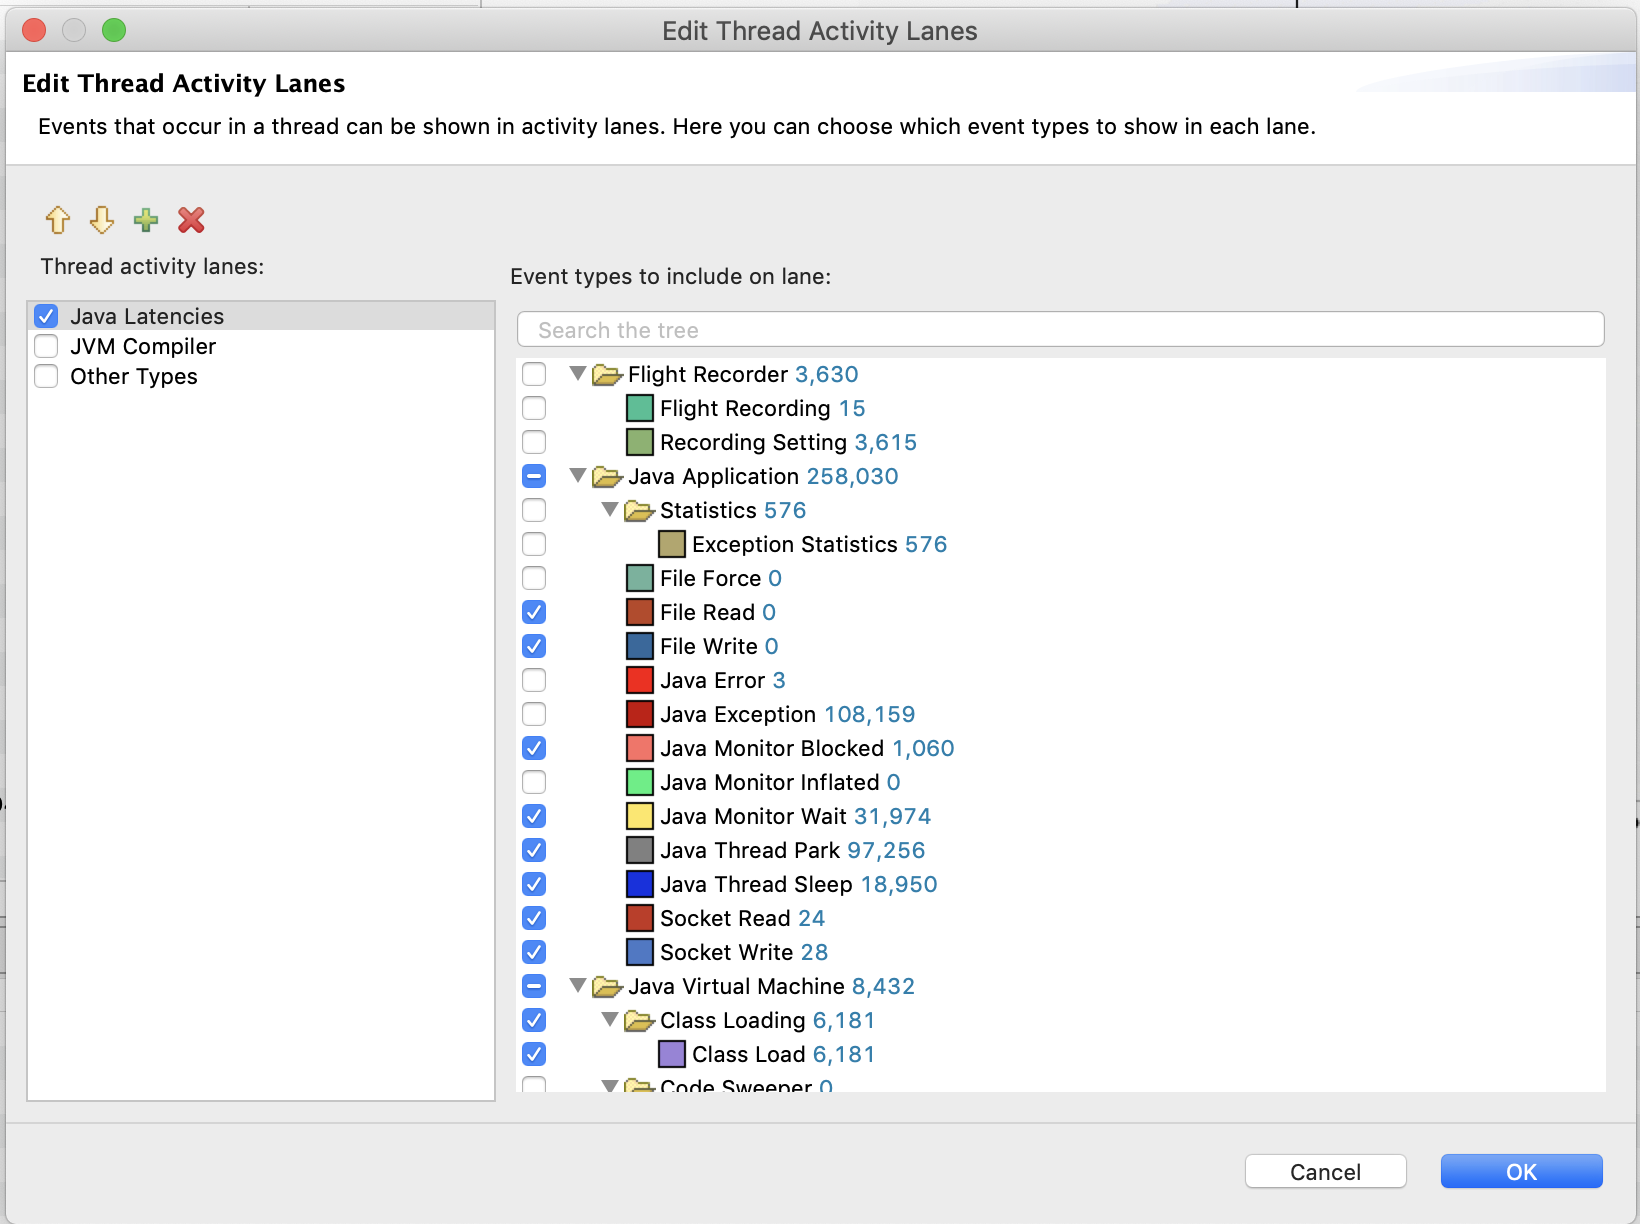 Edit Thread Activity Lanes
Edit Thread Activity Lanes
Events that occur in a thread can be shown in activity lanes. Here you can choose which event types to show in each lane.
Thread activity lanes:
Java Latencies
JVM Compiler
Other Types
Event types to include on lane:
Search the tree
Flight Recorder 3,630
Flight Recording 15
Recording Setting 3,615
Java Application 258,030
Statistics 576
Exception Statistics 576
File Force 0
File Read 0
File Write 0
Java Error 3
Java Exception 108,159
Java Monitor Blocked 1,060
Java Monitor Inflated 0
Java Monitor Wait 31,974
Java Thread Park 97,256
Java Thread Sleep 18,950
Socket Read 24
Socket Write 28
Java Virtual Machine 8,432
Class Loading 6,181
Class Load 6,181
Code Sweeper 0
Cancel
OK